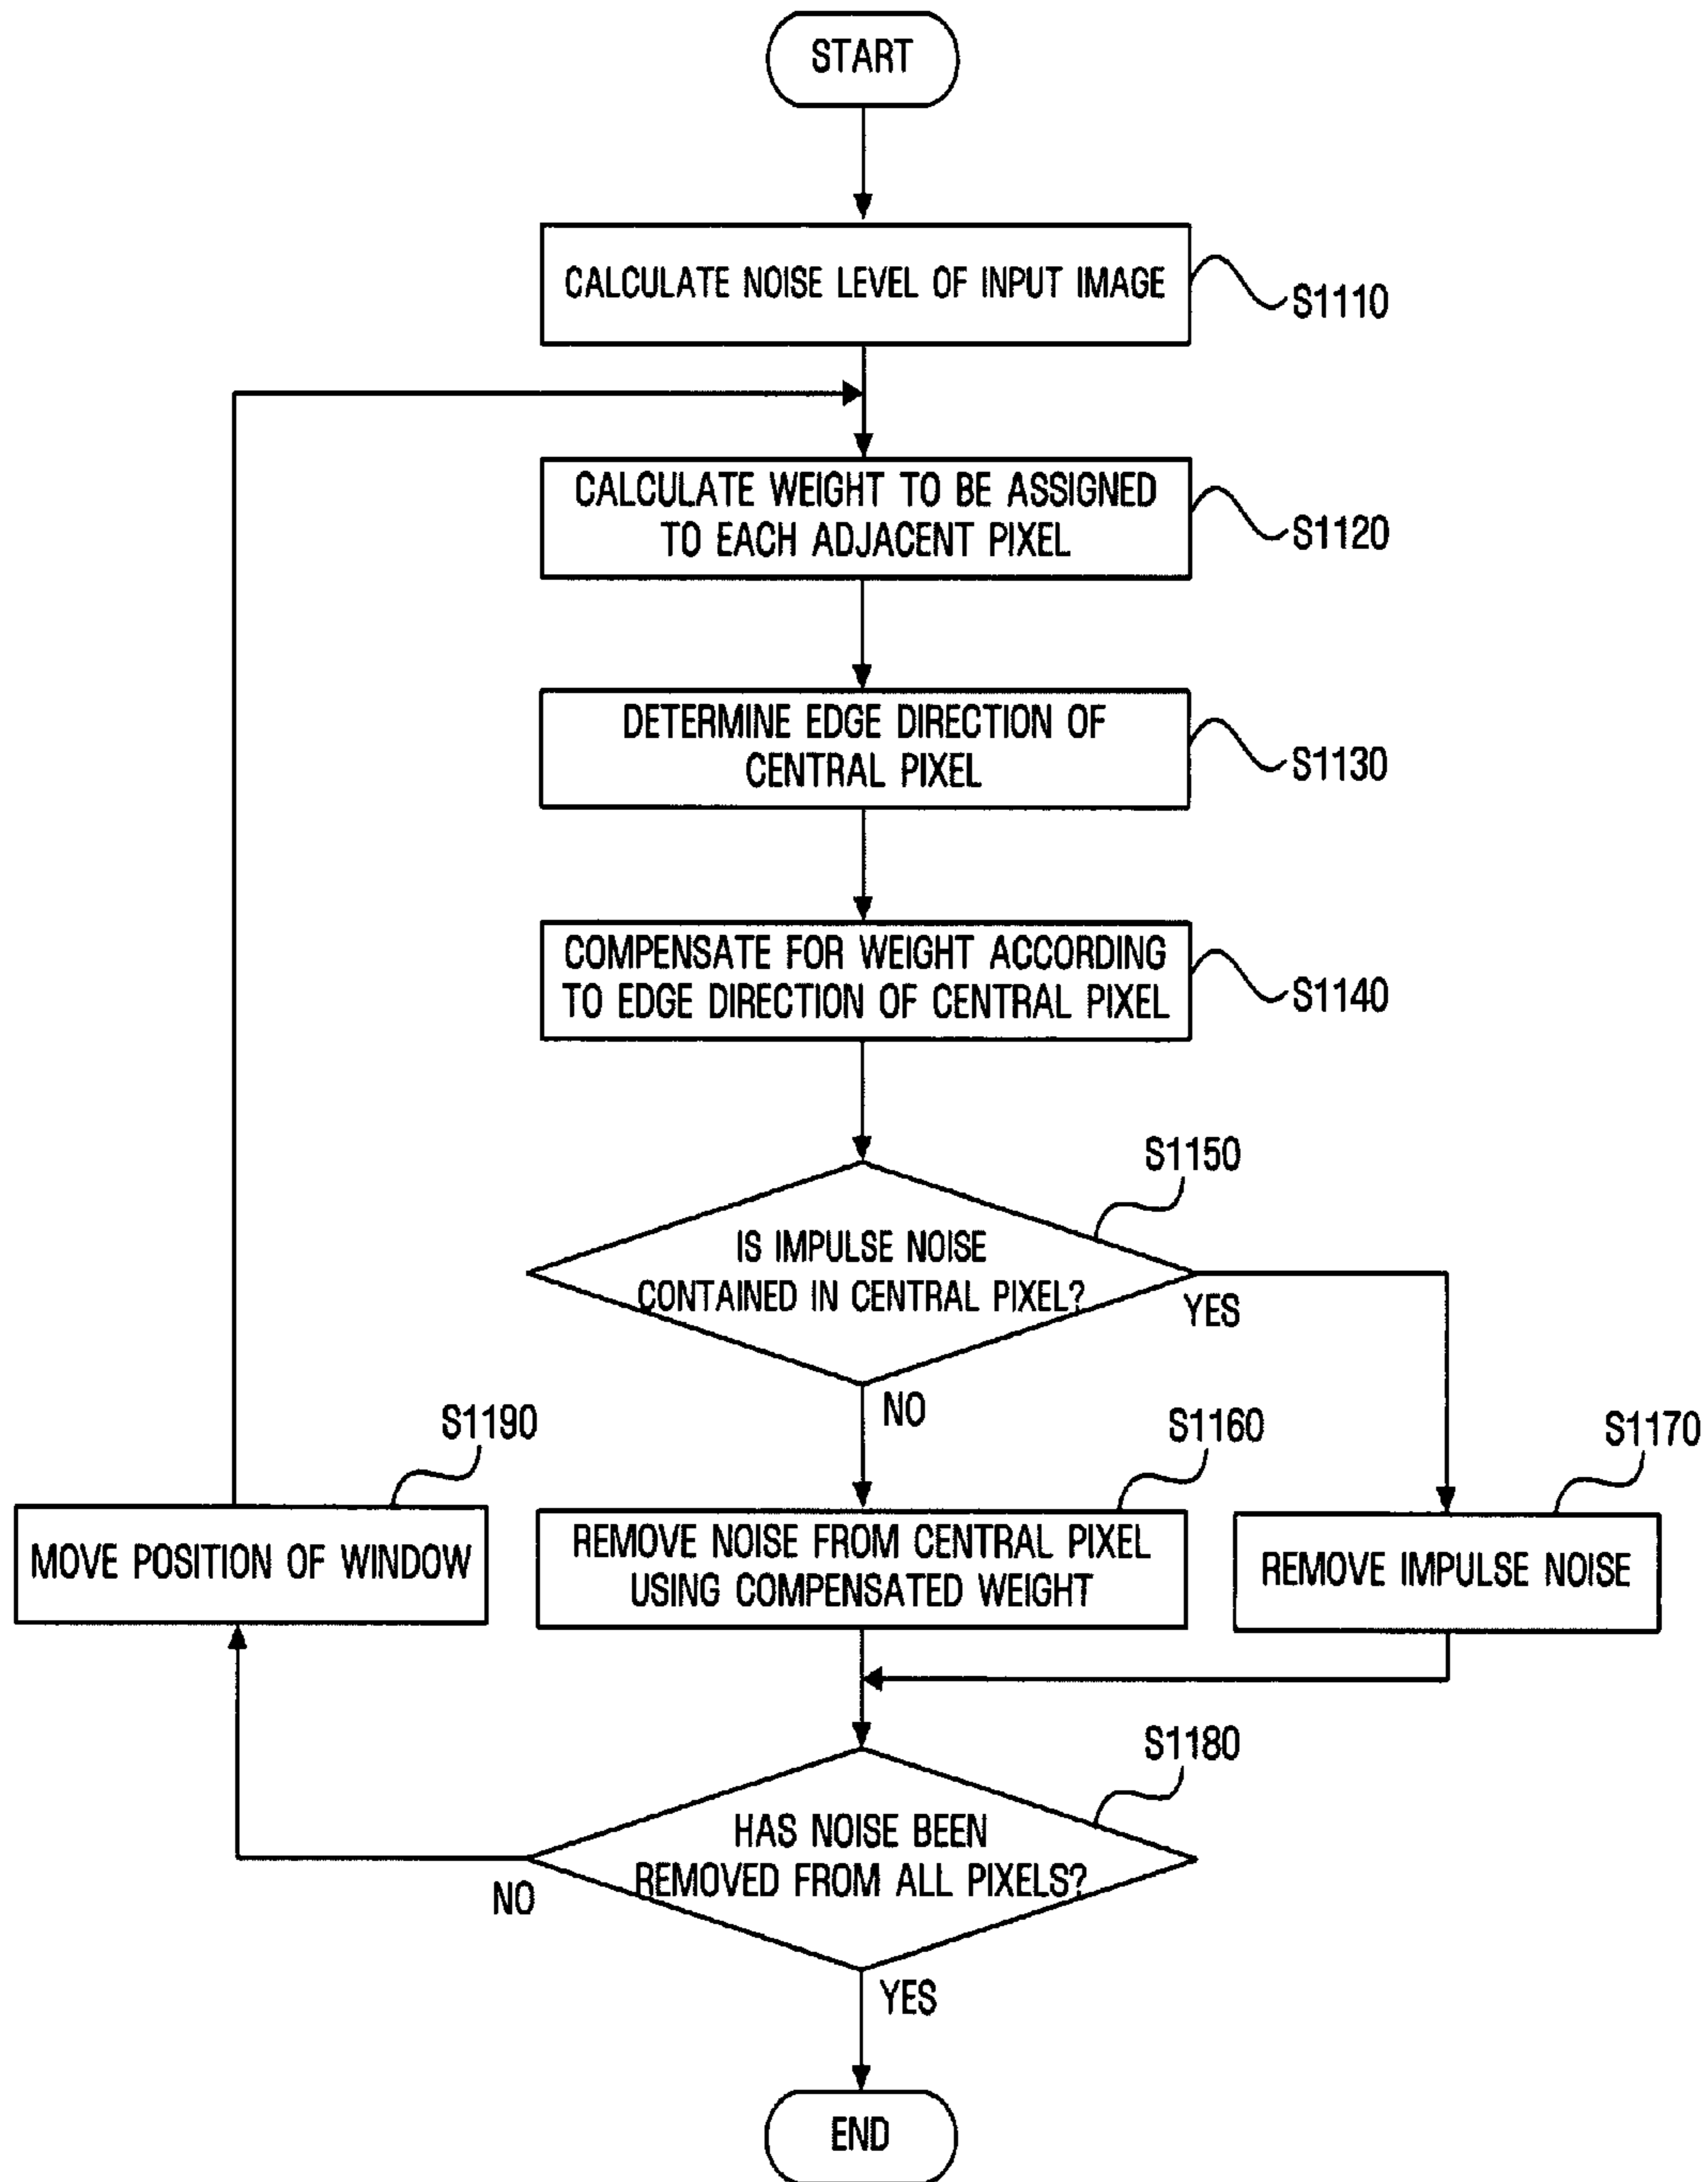 START
CALCULATE NOISE LEVEL OF INPUT IMAGE
S1110
CALCULATE WEIGHT TO BE ASSIGNED
TO EACH ADJACENT PIXEL
S1120
DETERMINE EDGE DIRECTION OF
CENTRAL PIXEL
S1130
COMPENSATE FOR WEIGHT ACCORDING
TO EDGE DIRECTION OF CENTRAL PIXEL
S1140
S1150
IS IMPULSE NOISE
CONTAINED IN CENTRAL PIXEL?
YES
NO
S1190
MOVE POSITION OF WINDOW
S1160
REMOVE NOISE FROM CENTRAL PIXEL
USING COMPENSATED WEIGHT
S1170
REMOVE IMPULSE NOISE
S1180
HAS NOISE BEEN
REMOVED FROM ALL PIXELS?
NO
YES
END